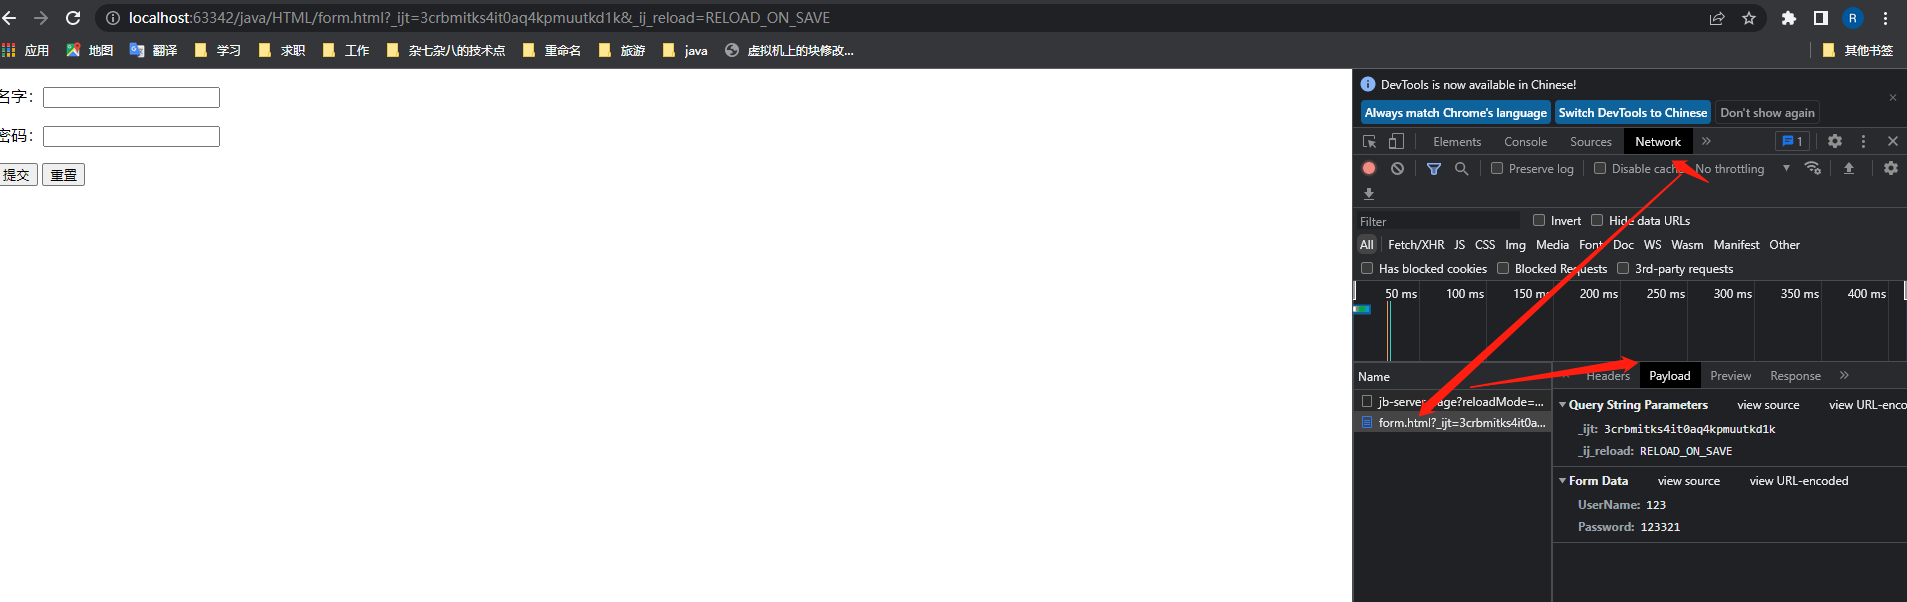 localhost:63342/java/HTML/form.html?_ijt=3crbmitks4it0aq4kpmuutkd1k&_ij_reload=RELOAD_ON_SAVE
R
应用 地图 翻译 学习 求职 工作 杂七杂八的技术点 重命名 旅游 java 虚拟机上的块修改... 其他书签
名字：
密码：
提交 重置
DevTools is now available in Chinese!
Always match Chrome's language Switch DevTools to Chinese Don't show again
Elements Console Sources Network 1
Preserve log Disable cache No throttling
Filter Invert Hide data URLs
All Fetch/XHR JS CSS Img Media Font Doc WS Wasm Manifest Other
Has blocked cookies Blocked Requests 3rd-party requests
50 ms 100 ms 150 ms 200 ms 250 ms 300 ms 350 ms 400 ms
Name
jb-server-page?reloadMode=...
form.html?_ijt=3crbmitks4it0a...
Headers Payload Preview Response
Query String Parameters view source view URL-enco
_ijt: 3crbmitks4it0aq4kpmuutkd1k
_ij_reload: RELOAD_ON_SAVE
Form Data view source view URL-encoded
UserName: 123
Password: 123321